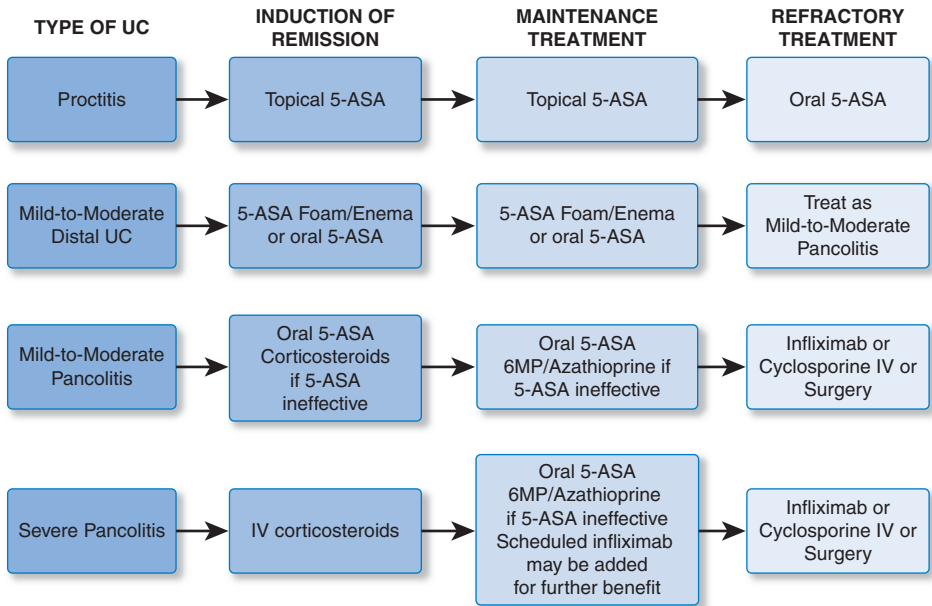 TYPE OF UC
INDUCTION OF
REMISSION
MAINTENANCE
TREATMENT
REFRACTORY
TREATMENT
Proctitis
Topical 5-ASA
Topical 5-ASA
Oral 5-ASA
Mild-to-Moderate
Distal UC
5-ASA Foam/Enema
or oral 5-ASA
5-ASA Foam/Enema
or oral 5-ASA
Treat as
Mild-to-Moderate
Pancolitis
Mild-to-Moderate
Pancolitis
Oral 5-ASA
Corticosteroids
if 5-ASA
ineffective
Oral 5-ASA
6MP/Azathioprine if
5-ASA ineffective
Infliximab or
Cyclosporine IV or
Surgery
Severe Pancolitis
IV corticosteroids
Oral 5-ASA
6MP/Azathioprine
if 5-ASA ineffective
Scheduled infliximab
may be added
for further benefit
Infliximab or
Cyclosporine IV or
Surgery